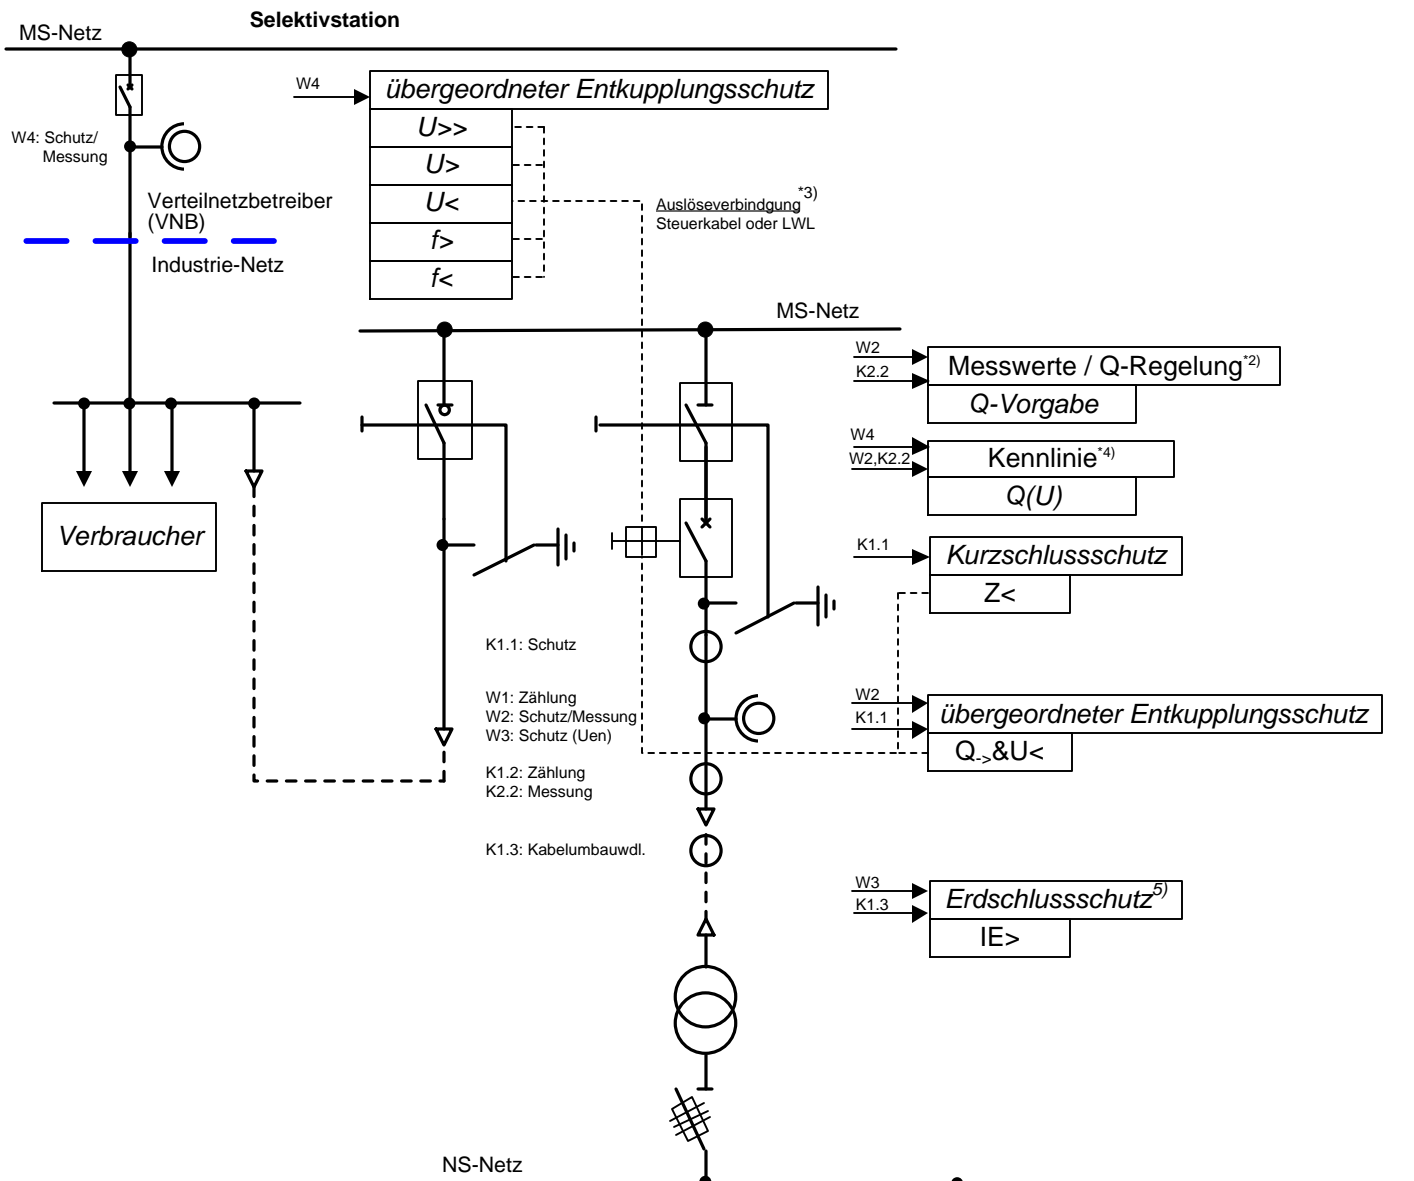 Selektivstation
MS-Netz
W4
übergeordneter Entkupplungsschutz
U>>
U>
U<
f>
f<
W4: Schutz/
Messung
Verteilnetzbetreiber
(VNB)
Industrie-Netz
Auslöseverbindgung*3)
Steuerkabel oder LWL
MS-Netz
W2
K2.2
Messwerte / Q-Regelung*2)
Q-Vorgabe
W4
W2,K2.2
Kennlinie*4)
Q(U)
Verbraucher
K1.1
Kurzschlussschutz
Z<
K1.1: Schutz
W1: Zählung
W2: Schutz/Messung
W3: Schutz (Uen)
W2
K1.1
übergeordneter Entkupplungsschutz
Q->&U<
K1.2: Zählung
K2.2: Messung
K1.3: Kabelumbauwdl.
W3
K1.3
Erdschlussschutz5)
IE>
NS-Netz